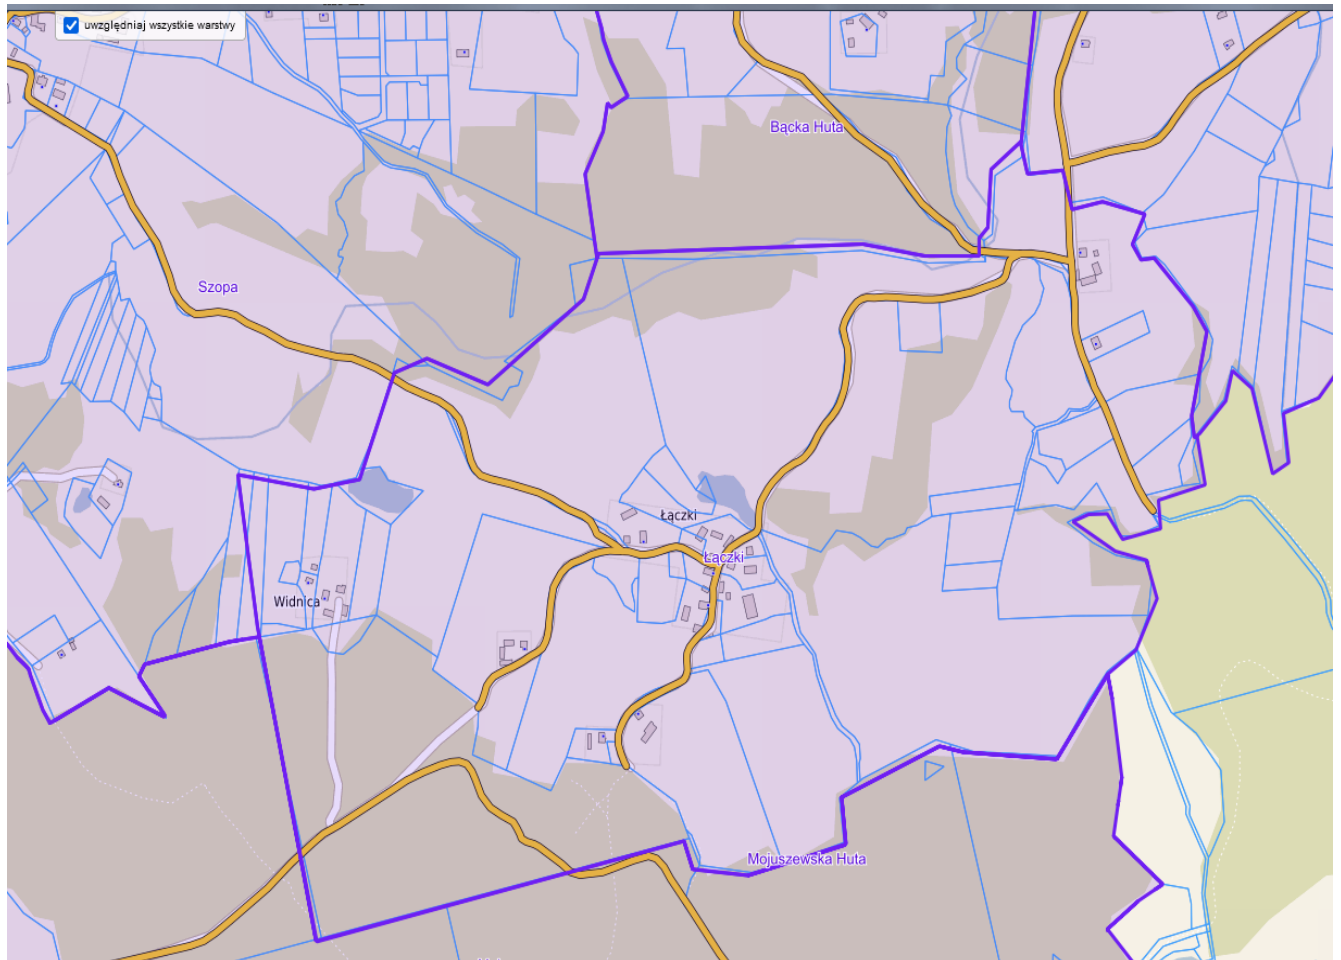 uwzględniaj wszystkie warstwy
Bącka Huta
Szopa
Łączki
Łączki
Widnica
Mojuszewska Huta